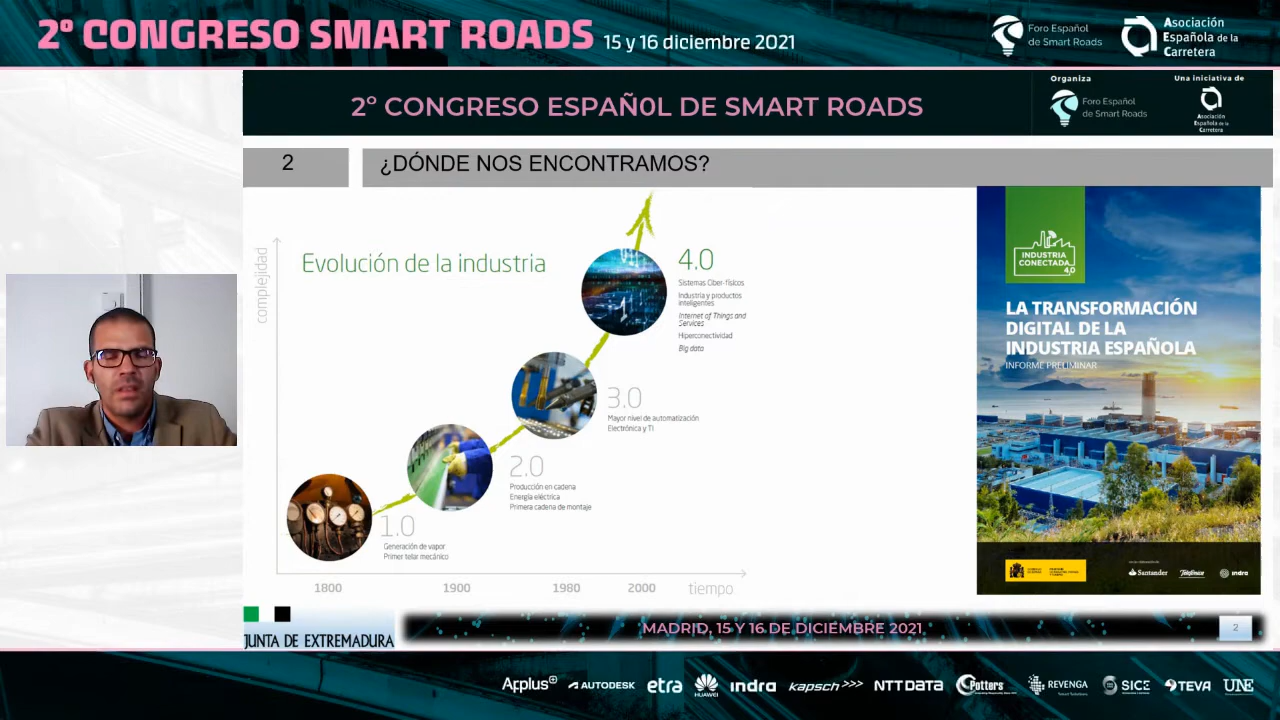 2º CONGRESO SMART ROADS 15 y 16 diciembre 2021
Foro Español
de Smart Roads
Asociación
Española de la
Carretera
2º CONGRESO ESPAÑ0L DE SMART ROADS
Organiza
Foro Español
de Smart Roads
Una iniciativa de
Asociación
Española de la
Carretera
2
¿DÓNDE NOS ENCONTRAMOS?
complejidad
Evolución de la industria
4.0
Sistemas Ciber-físicos
Industria y productos
inteligentes
Internet of Things and
Services
Hiperconectividad
Big data
3.0
Mayor nivel de automatización
Electrónica y TI
2.0
Producción en cadena
Energía eléctrica
Primera cadena de montaje
1.0
Generación de vapor
Primer telar mecánico
1800
1900
1980
2000
tiempo
INDUSTRIA
CONECTADA
4.0
LA TRANSFORMACIÓN
DIGITAL DE LA
INDUSTRIA ESPAÑOLA
INFORME PRELIMINAR
Santander
Telefónica
indra
JUNTA DE EXTREMADURA
MADRID, 15 Y 16 DE DICIEMBRE 2021
2
Applus+
AUTODESK
etra
HUAWEI
indra
kapsch >>>
NTT DATA
Potters
REVENGA
SICE
TEVA
UNE